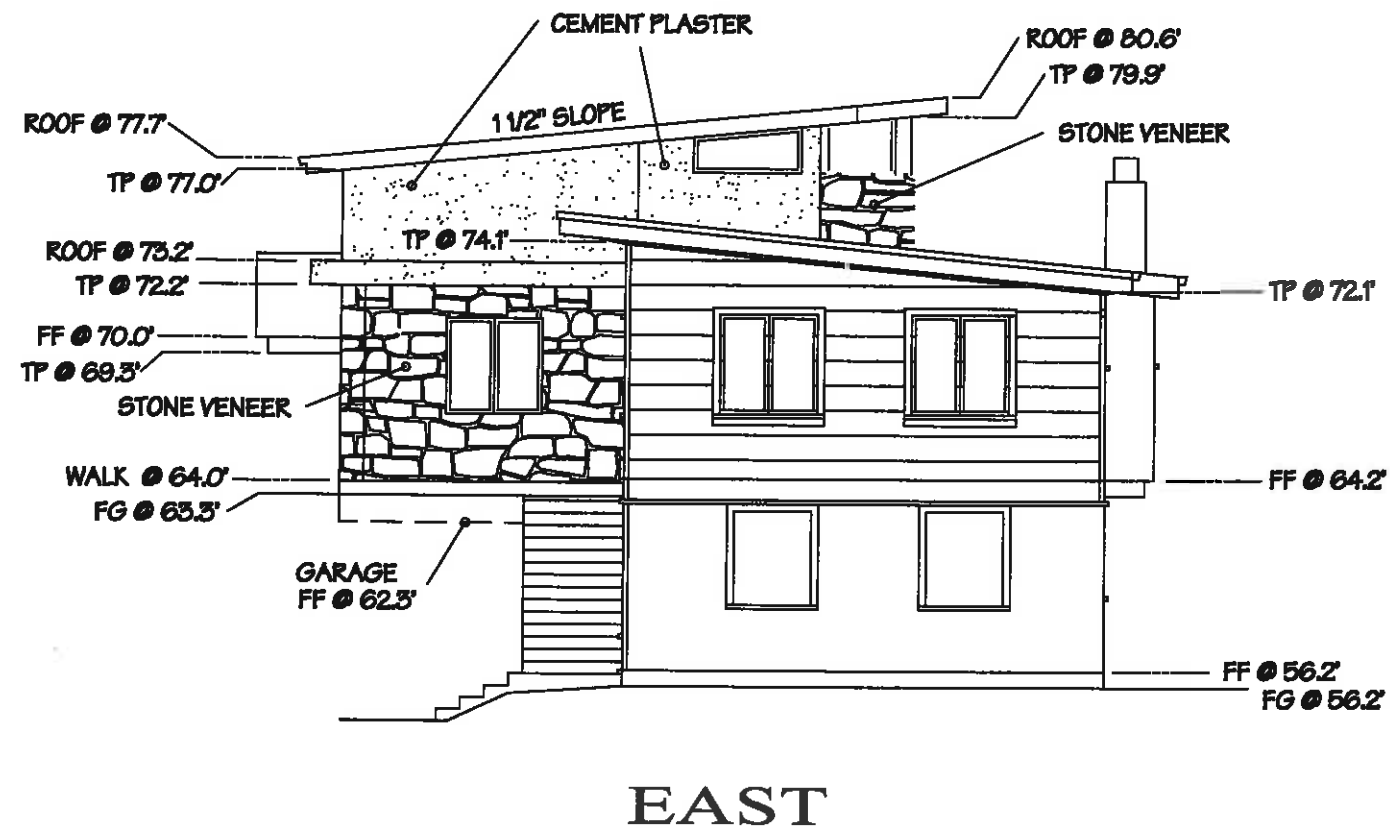 CEMENT PLASTER
ROOF @ 80.6'
TP @ 79.9'
1 1/2" SLOPE
ROOF @ 77.7'
STONE VENEER
TP @ 77.0'
TP @ 74.1'
ROOF @ 73.2'
TP @ 72.2'
TP @ 72.1'
FF @ 70.0'
TP @ 69.3'
STONE VENEER
WALK @ 64.0'
FF @ 64.2'
FG @ 63.3'
GARAGE
FF @ 62.3'
FF @ 56.2'
FG @ 56.2'
EAST